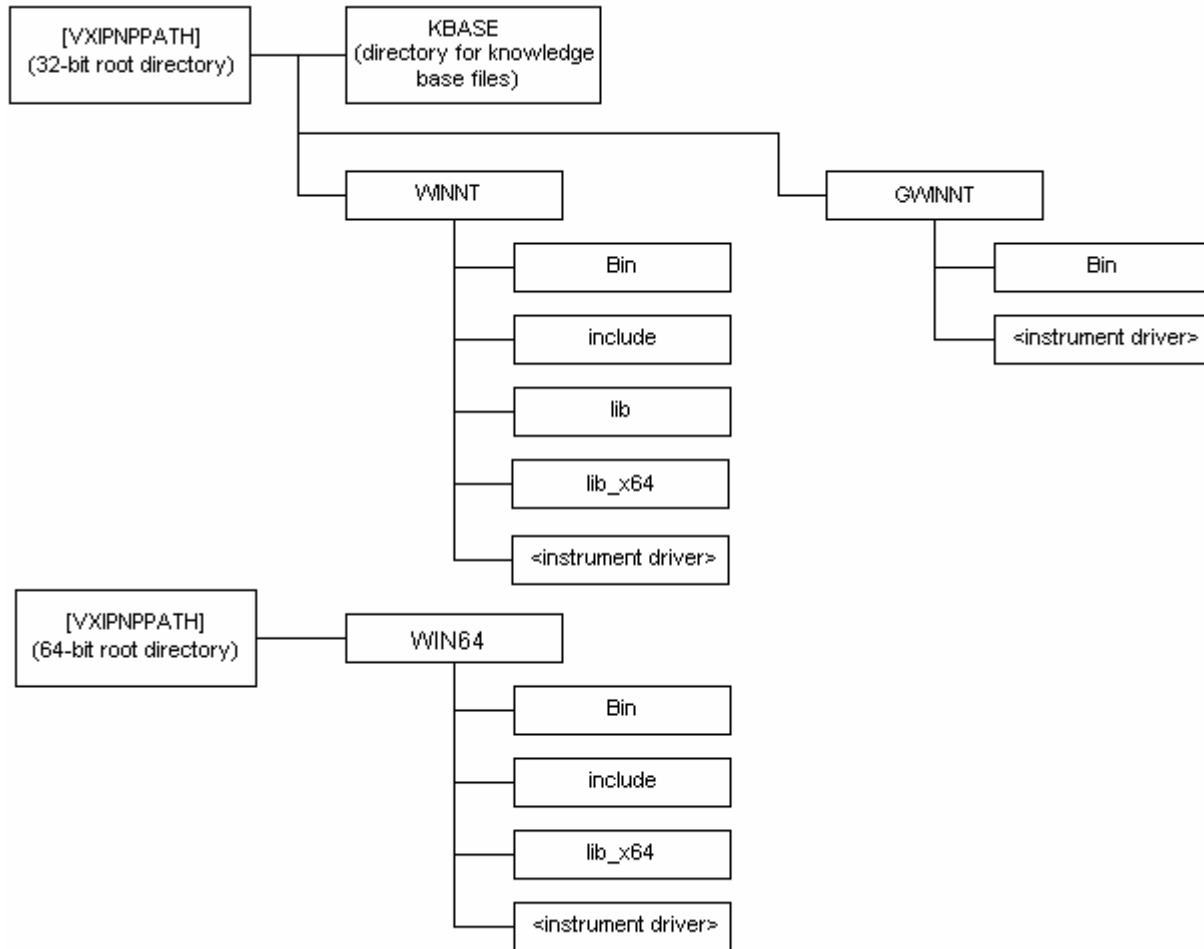 [VXIPNPPATH]
(32-bit root directory)
KBASE
(directory for knowledge
base files)
WINNT
GWINNT
Bin
Bin
include
<instrument driver>
lib
lib_x64
<instrument driver>
[VXIPNPPATH]
(64-bit root directory)
WIN64
Bin
include
lib_x64
<instrument driver>